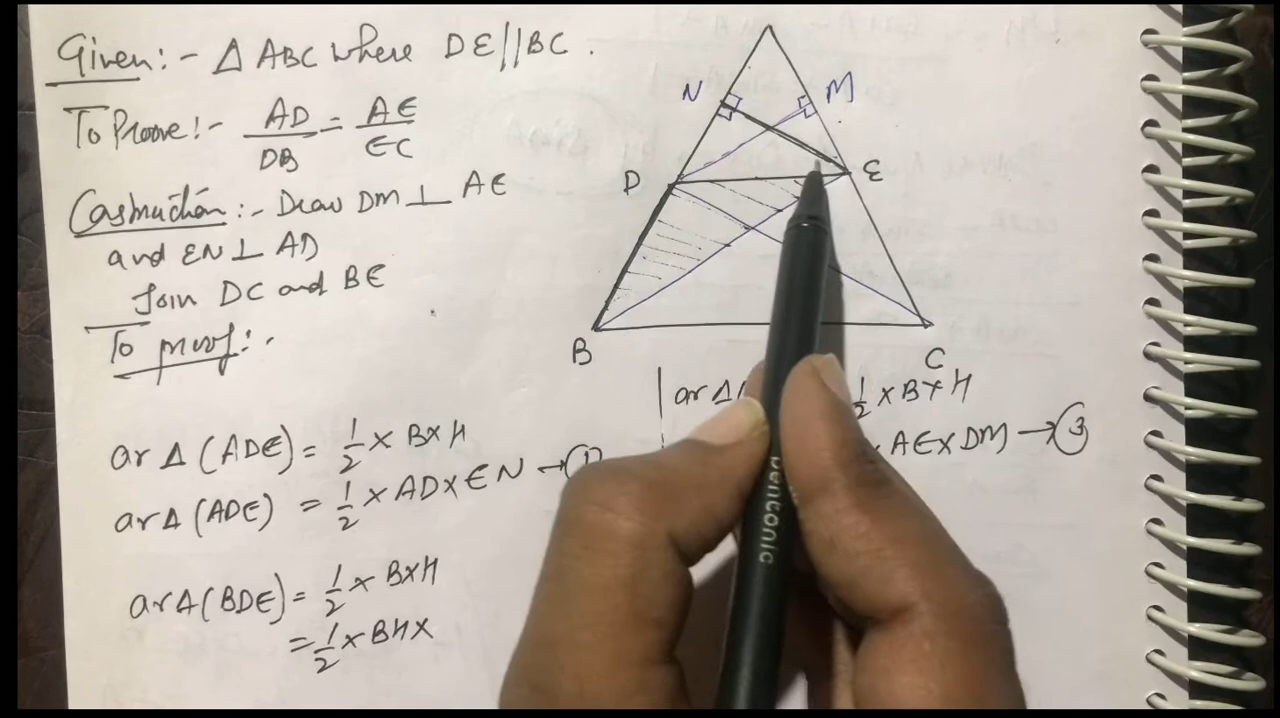 Given:- Δ ABC where DE//BC.
To Prove:- AD/DB = AE/EC
Costruction:- Draw DM ⊥ AE
and EN ⊥ AD
Join DC and BE
To proof:-
ar Δ (ADE) = 1/2 × B×H
ar Δ (ADE) = 1/2 × AD × EN → ①
ar Δ (BDE) = 1/2 × B×H
= 1/2 × BH×
N
M
D
E
B
C
ar Δ 1/2 × B×H
× AE × DM → ③
pentonic